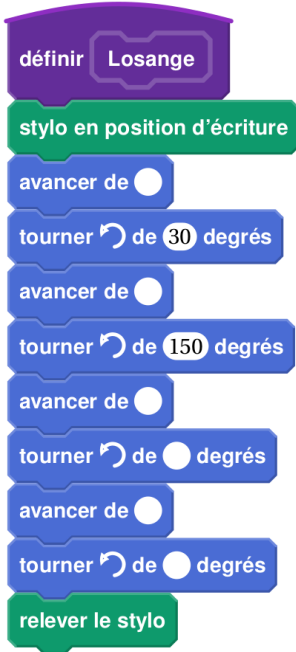 définir Losange
stylo en position d'écriture
avancer de
tourner de 30 degrés
avancer de
tourner de 150 degrés
avancer de
tourner de degrés
avancer de
tourner de degrés
relever le stylo